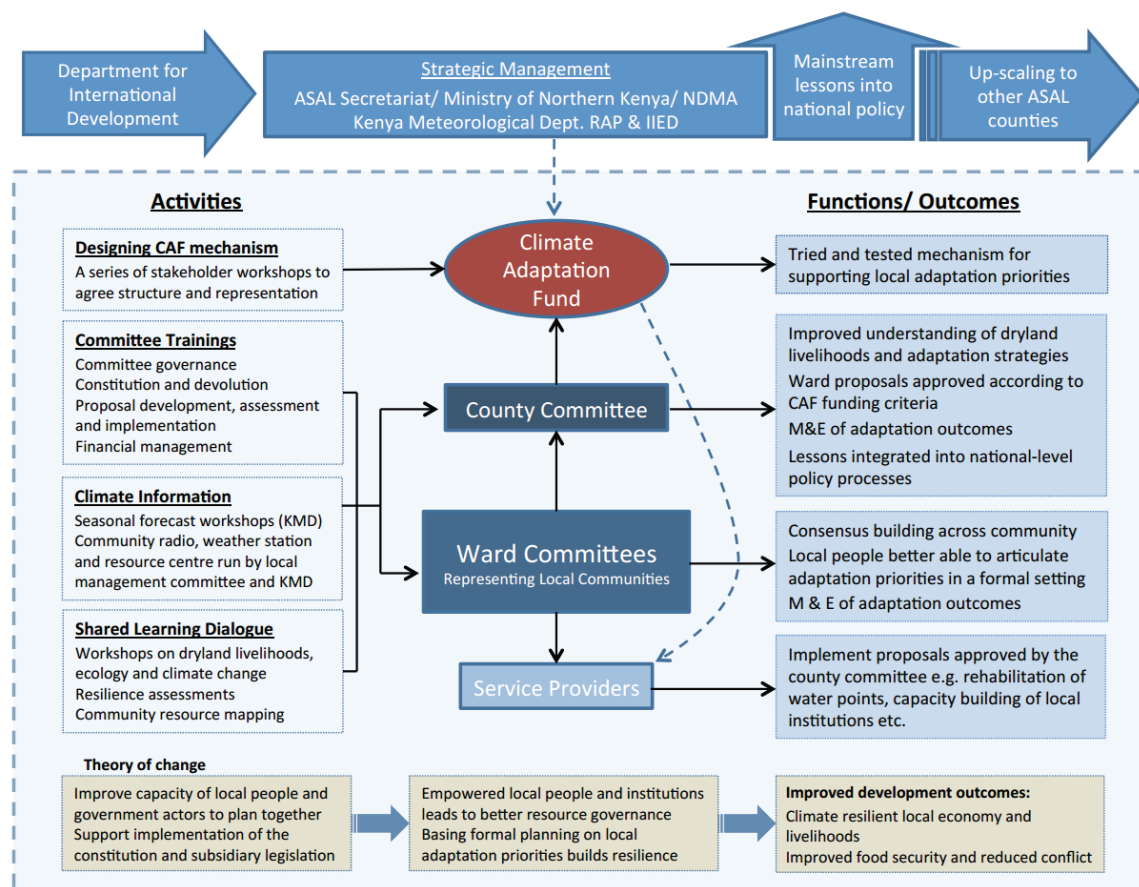 Department for
International
Development
Strategic Management
ASAL Secretariat/ Ministry of Northern Kenya/ NDMA
Kenya Meteorological Dept. RAP & IIED
Mainstream
lessons into
national policy
Up-scaling to
other ASAL
counties
Activities
Functions/ Outcomes
Designing CAF mechanism
A series of stakeholder workshops to
agree structure and representation
Climate
Adaptation
Fund
Tried and tested mechanism for
supporting local adaptation priorities
Committee Trainings
Committee governance
Constitution and devolution
Proposal development, assessment
and implementation
Financial management
County Committee
Improved understanding of dryland
livelihoods and adaptation strategies
Ward proposals approved according to
CAF funding criteria
M&E of adaptation outcomes
Lessons integrated into national-level
policy processes
Climate Information
Seasonal forecast workshops (KMD)
Community radio, weather station
and resource centre run by local
management committee and KMD
Ward Committees
Representing Local Communities
Consensus building across community
Local people better able to articulate
adaptation priorities in a formal setting
M & E of adaptation outcomes
Shared Learning Dialogue
Workshops on dryland livelihoods,
ecology and climate change
Resilience assessments
Community resource mapping
Service Providers
Implement proposals approved by the
county committee e.g. rehabilitation of
water points, capacity building of local
institutions etc.
Theory of change
Improve capacity of local people and
government actors to plan together
Support implementation of the
constitution and subsidiary legislation
Empowered local people and institutions
leads to better resource governance
Basing formal planning on local
adaptation priorities builds resilience
Improved development outcomes:
Climate resilient local economy and
livelihoods
Improved food security and reduced conflict